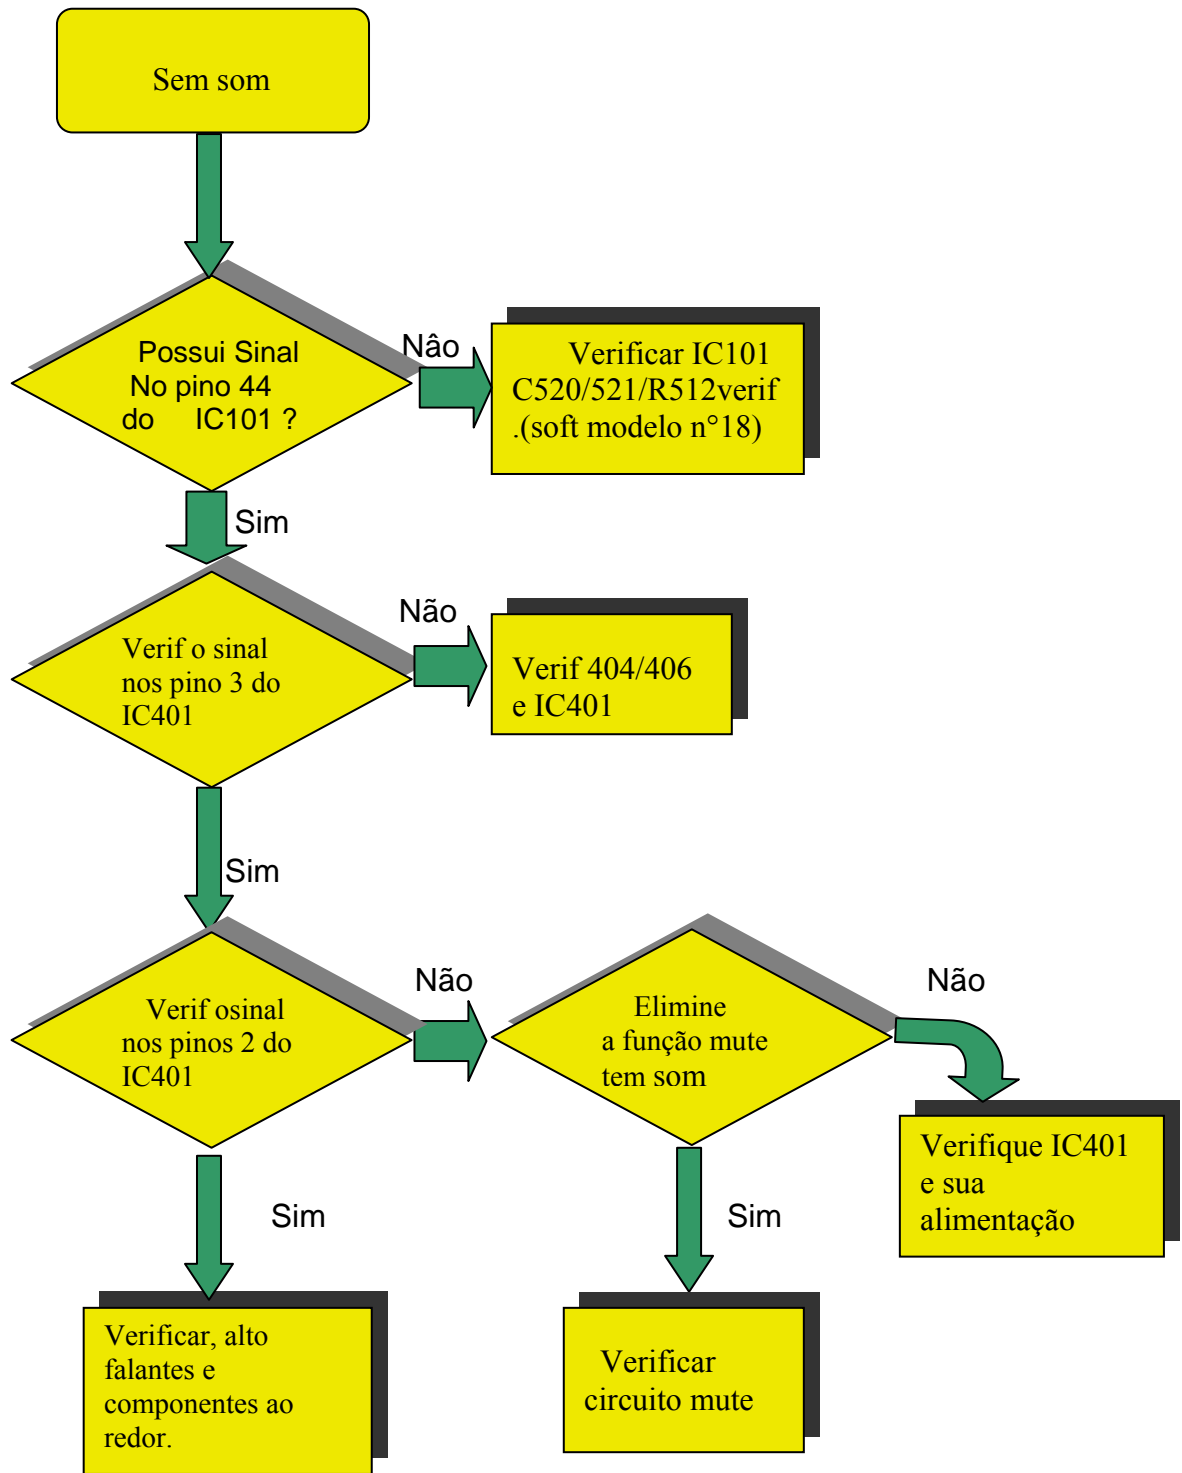 Sem som
Possui Sinal
No pino 44
do IC101 ?
Nâo
Verificar IC101
C520/521/R512verif
.(soft modelo n°18)
Sim
Verif o sinal
nos pino 3 do
IC401
Não
Verif 404/406
e IC401
Sim
Verif osinal
nos pinos 2 do
IC401
Não
Elimine
a função mute
tem som
Não
Verifique IC401
e sua
alimentação
Sim
Sim
Verificar, alto
falantes e
componentes ao
redor.
Verificar
circuito mute